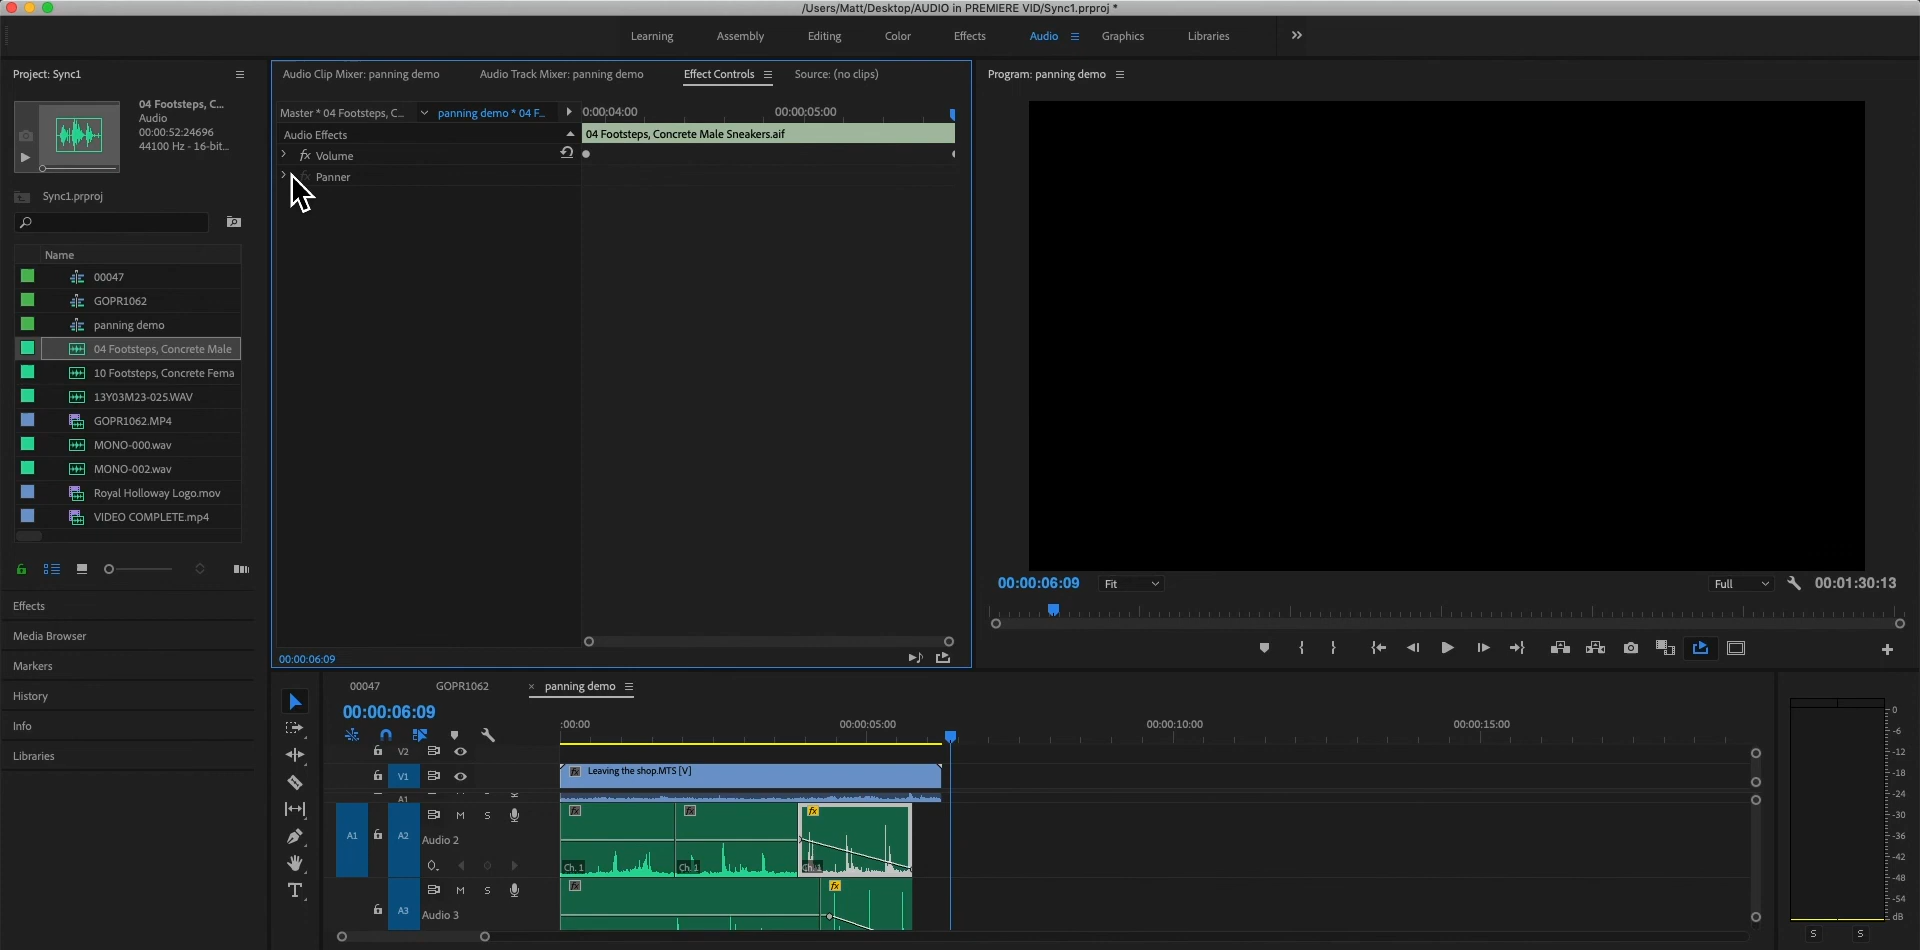 /Users/Matt/Desktop/AUDIO in PREMIERE VID/Sync1.prproj *
Learning Assembly Editing Color Effects Audio Graphics Libraries
Project: Sync1
04 Footsteps, C...
Audio
00:00:52:24696
44100 Hz - 16-bit...
Sync1.prproj
Name
00047
GOPR1062
panning demo
04 Footsteps, Concrete Male
10 Footsteps, Concrete Fema
13Y03M23-025.WAV
GOPR1062.MP4
MONO-000.wav
MONO-002.wav
Royal Holloway Logo.mov
VIDEO COMPLETE.mp4
Effects
Media Browser
Markers
History
Info
Libraries
Audio Clip Mixer: panning demo Audio Track Mixer: panning demo Effect Controls Source: (no clips)
Master * 04 Footsteps, C... panning demo * 04 F... 0:00:04:00 00:00:05:00
Audio Effects 04 Footsteps, Concrete Male Sneakers.aif
fx Volume
fx Panner
00:00:06:09
Program: panning demo
00:00:06:09 Fit Full 00:01:30:13
00047 GOPR1062 × panning demo
00:00:06:09
:00:00 00:00:05:00 00:00:10:00 00:00:15:00
V2
V1 fx Leaving the shop.MTS [V]
A1
fx fx fx
M S
A1 A2 Audio 2
Ch. 1 Ch. 1 Ch. 1
M S fx fx
A3 Audio 3
0
-6
-12
-18
-24
-30
-36
-42
-48
-54
dB
S S